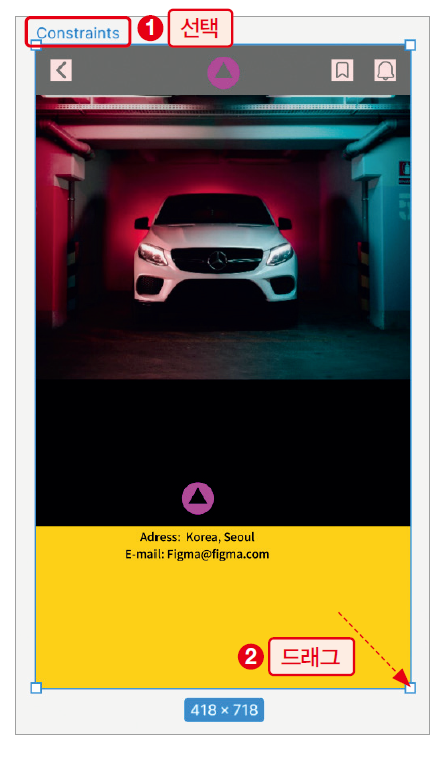 Constraints
1 선택
Adress: Korea, Seoul
E-mail: Figma@figma.com
2 드래그
418 × 718